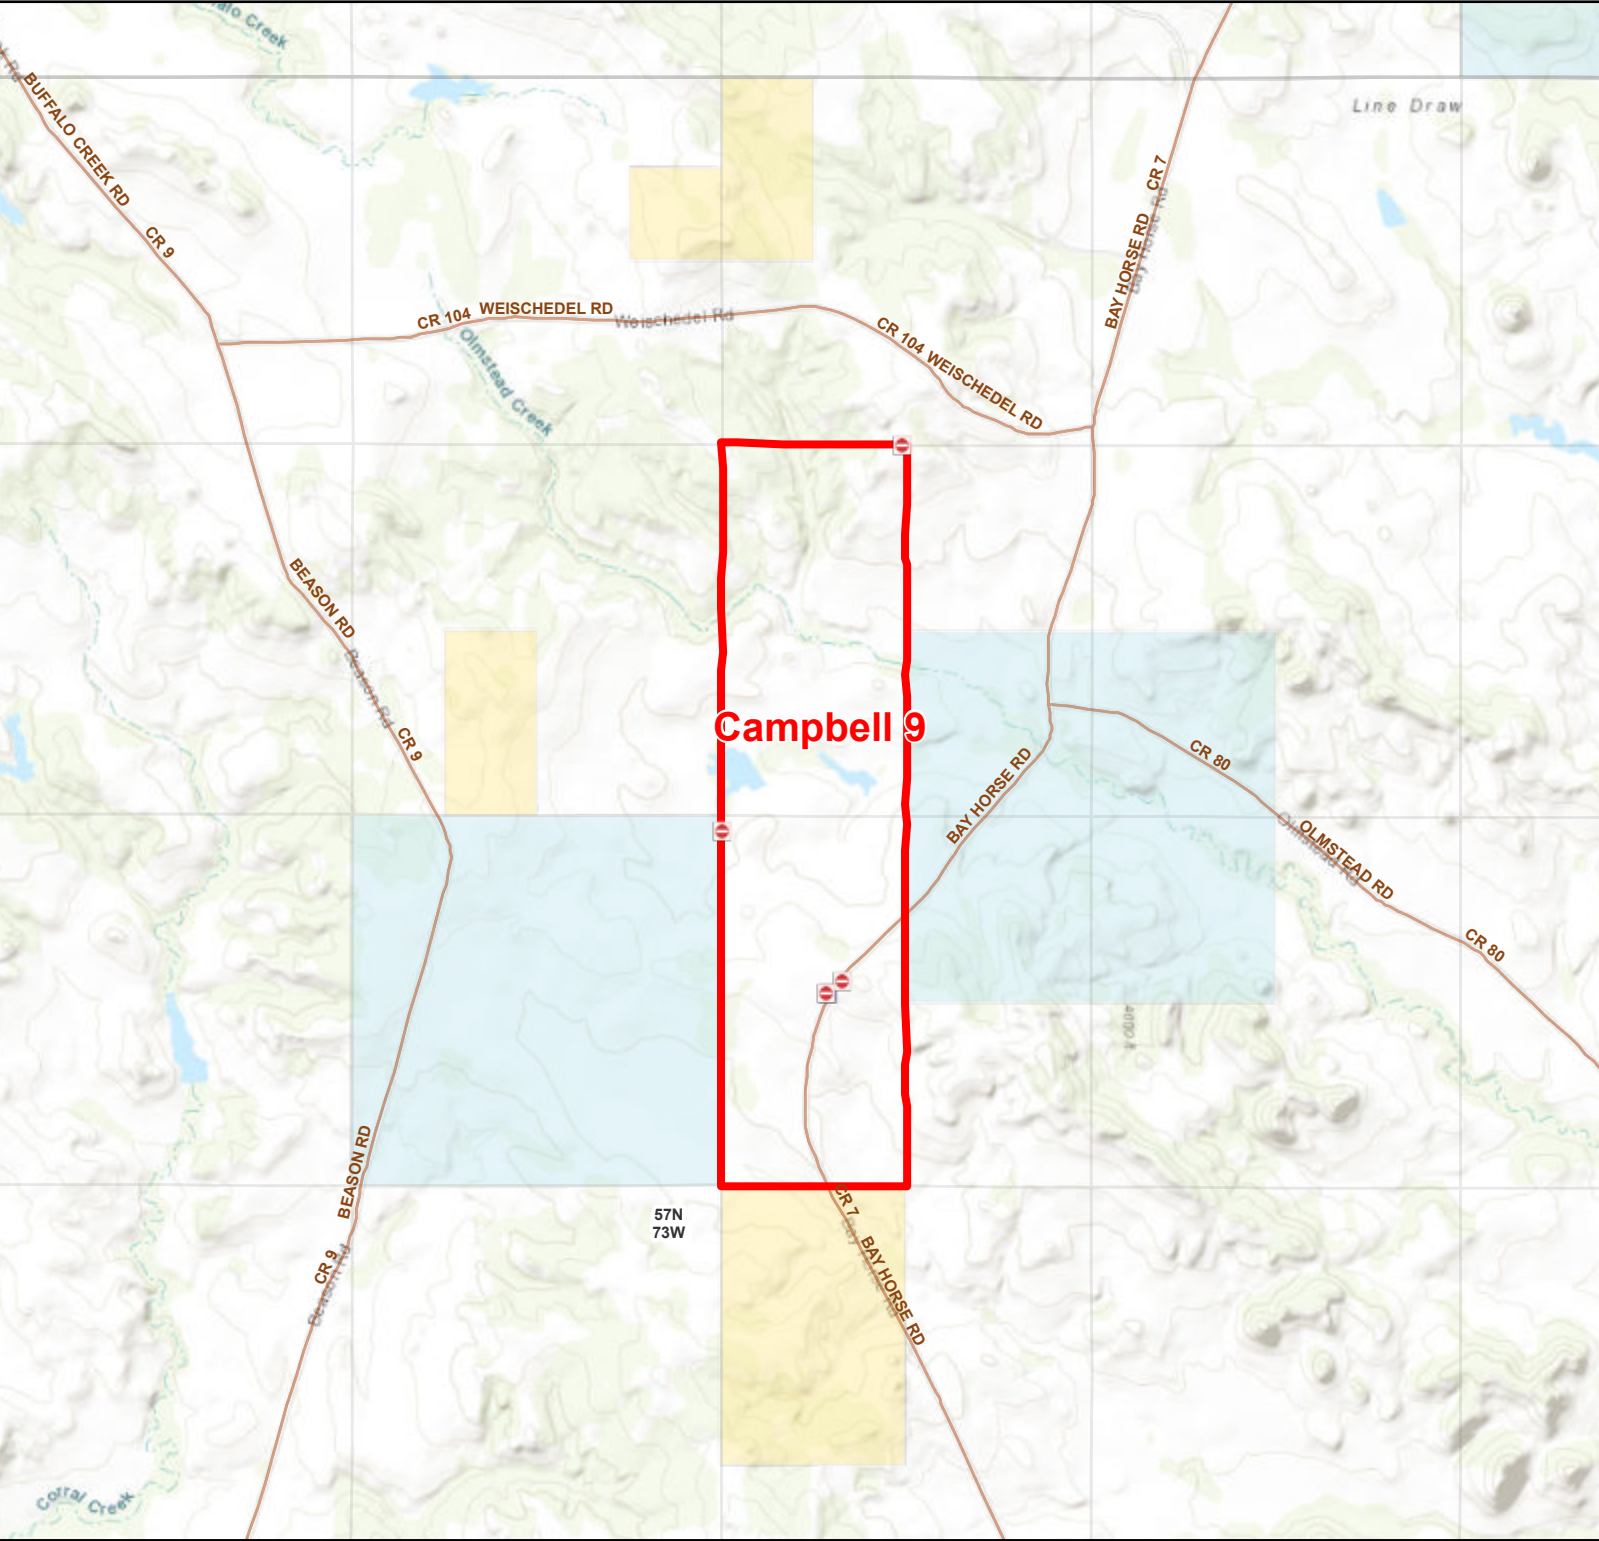 Creek
Line Draw
BUFFALO CREEK RD
CR 9
CR 7
BAY HORSE RD
Bay Horse Rd
CR 104
WEISCHEDEL RD
Weischedel Rd
CR 104 WEISCHEDEL RD
Olmstead Creek
BEASON RD
Beason Rd
CR 9
Campbell 9
BAY HORSE RD
CR 80
OLMSTEAD RD
Olmstead Rd
CR 80
4000 ft
BEASON RD
CR 9
Beason Rd
57N
73W
CR 7
BAY HORSE RD
Corral Creek